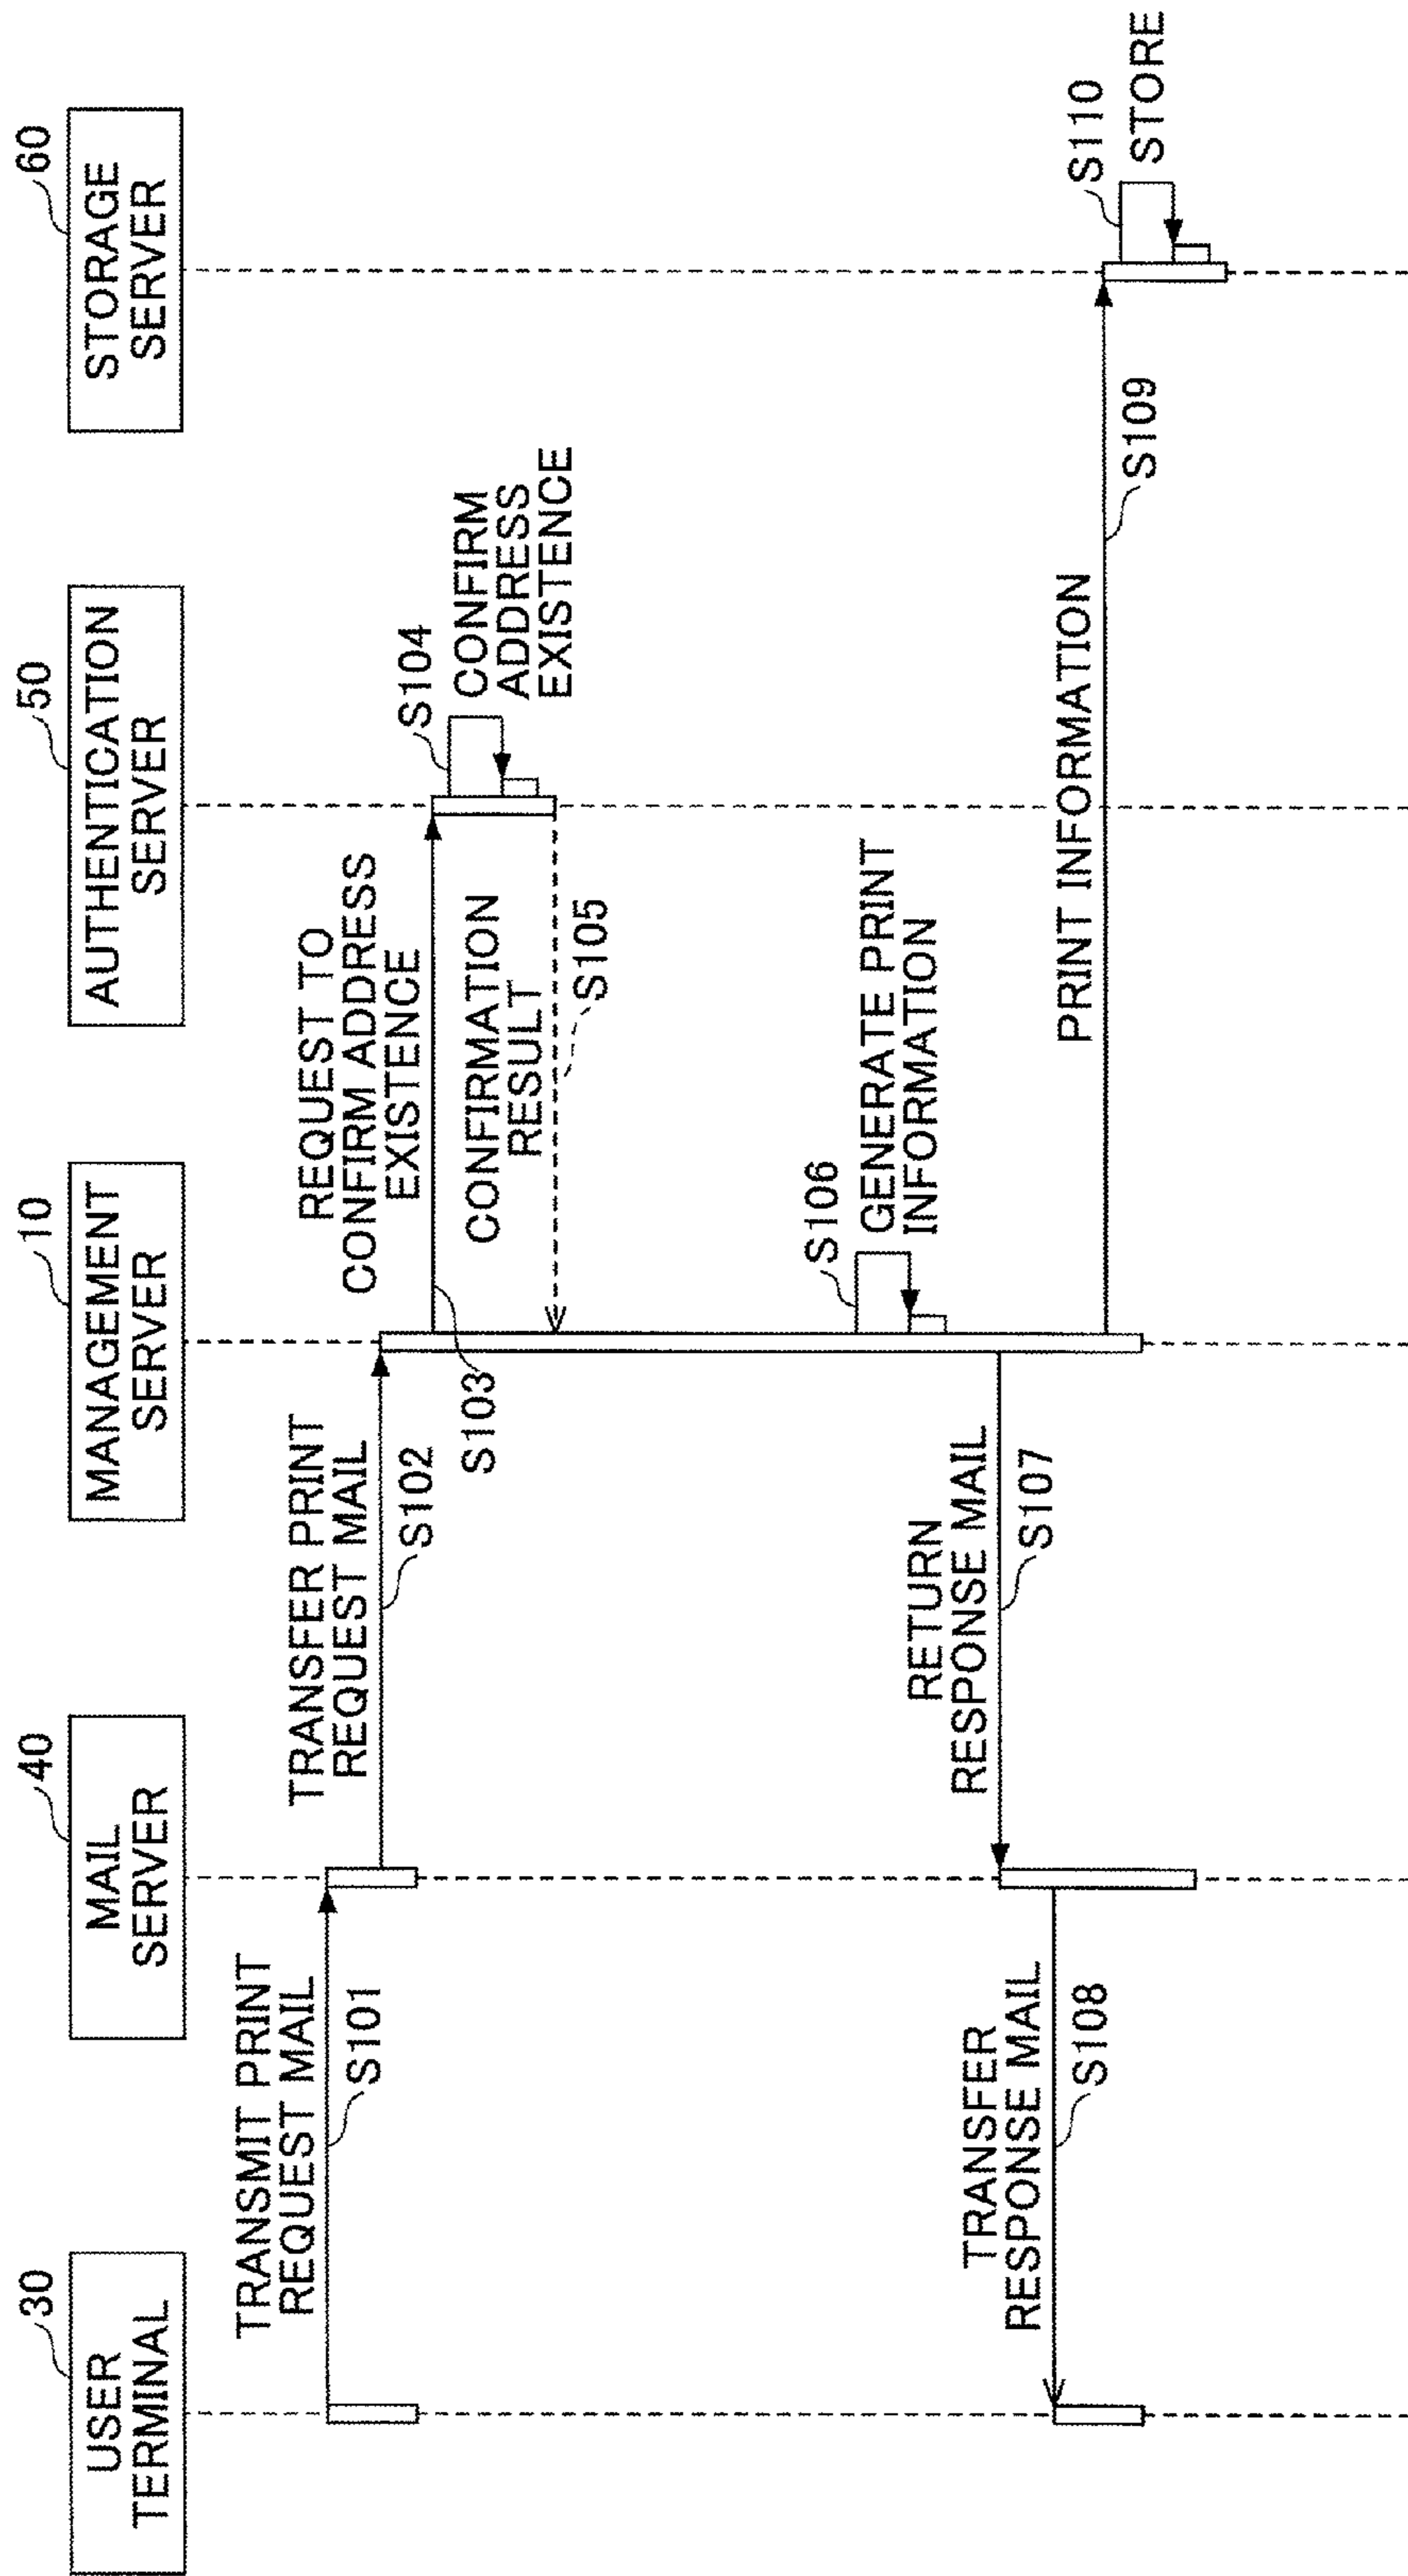 30
USER
TERMINAL
40
MAIL
SERVER
10
MANAGEMENT
SERVER
50
AUTHENTICATION
SERVER
60
STORAGE
SERVER
TRANSMIT PRINT
REQUEST MAIL
S101
TRANSFER PRINT
REQUEST MAIL
S102
REQUEST TO
CONFIRM ADDRESS
EXISTENCE
S103
S104
CONFIRM
ADDRESS
EXISTENCE
CONFIRMATION
RESULT
S105
S106
GENERATE PRINT
INFORMATION
RETURN
RESPONSE MAIL
S107
TRANSFER
RESPONSE MAIL
S108
PRINT INFORMATION
S109
S110
STORE